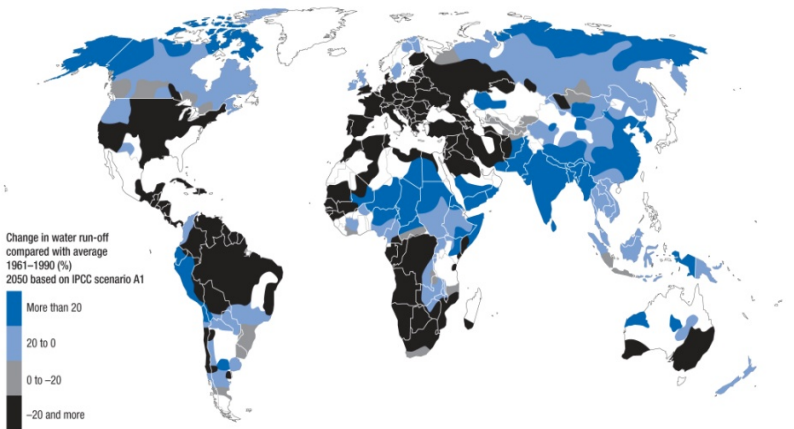 Change in water run-off
compared with average
1961–1990 (%)
2050 based on IPCC scenario A1
More than 20
20 to 0
0 to –20
–20 and more